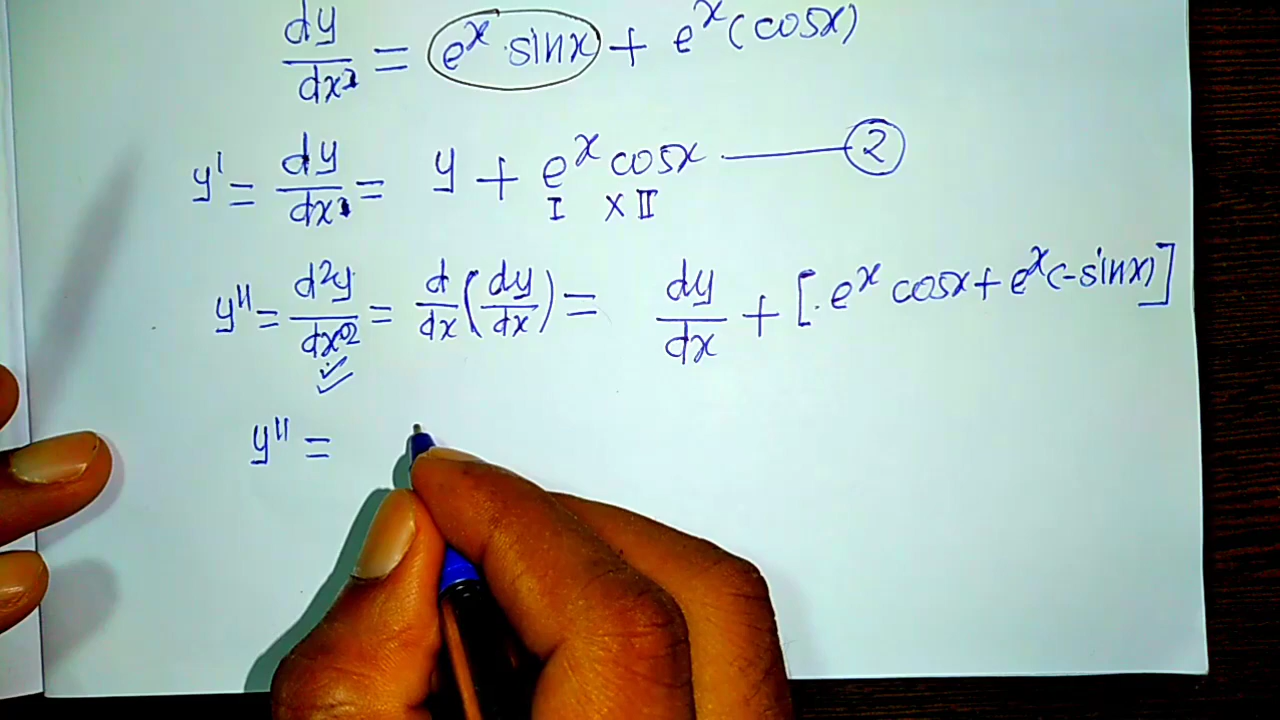 dy/dx = (e^x · sinx) + e^x (cosx)
y' = dy/dx = y + e^x cosx —— ②
I × II
y'' = d²y/dx² = d/dx (dy/dx) = dy/dx + [· e^x cosx + e^x (-sinx)]
y'' =